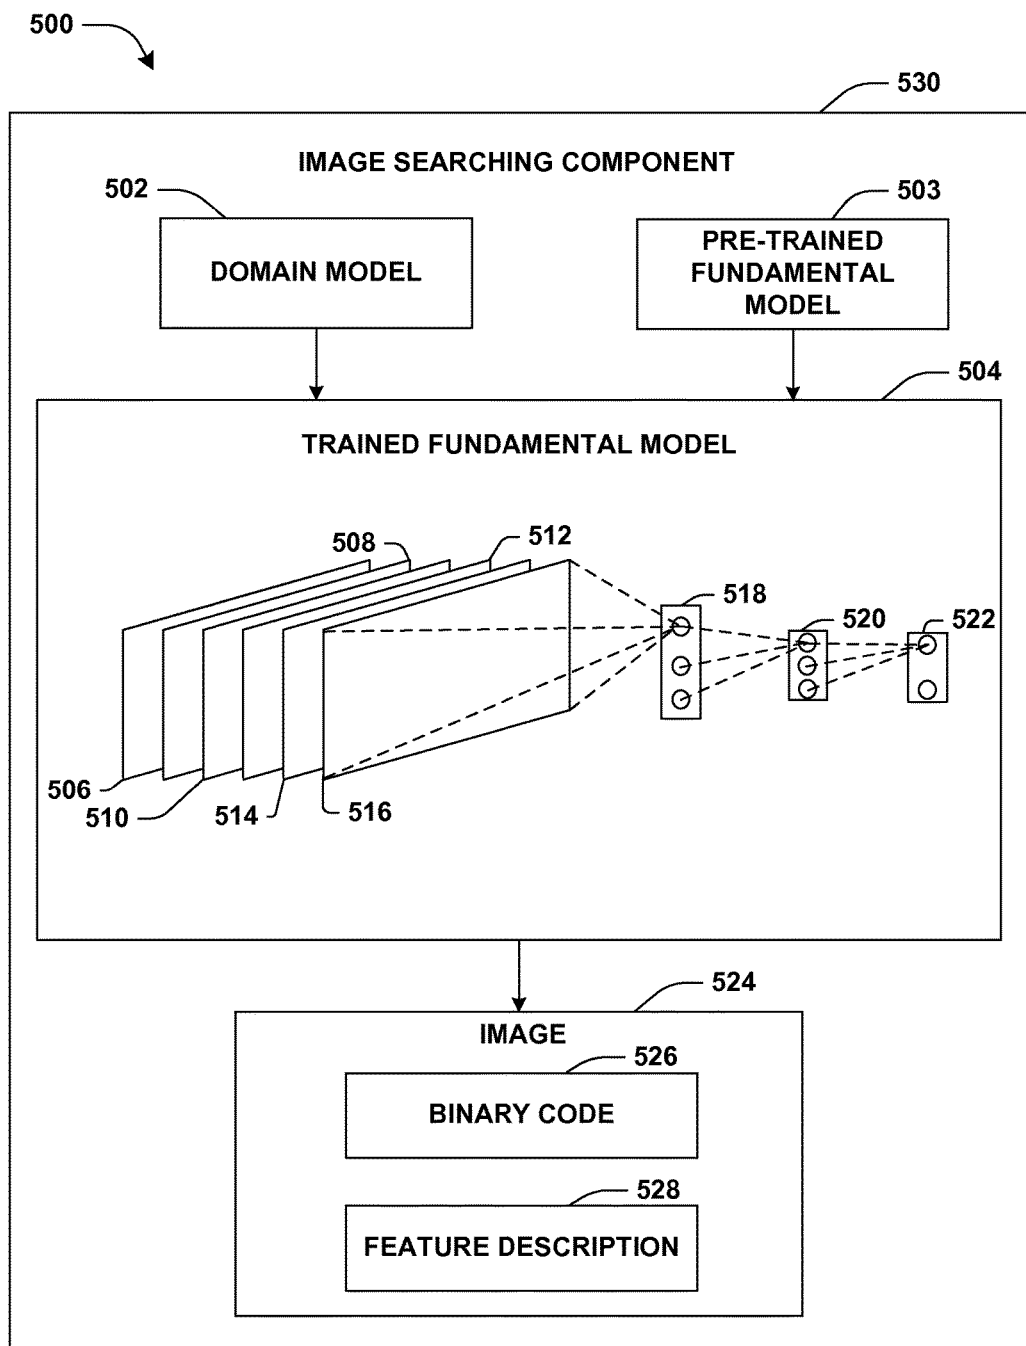 500
530
IMAGE SEARCHING COMPONENT
502
503
DOMAIN MODEL
PRE-TRAINED
FUNDAMENTAL
MODEL
504
TRAINED FUNDAMENTAL MODEL
508
512
518
520
522
506
510
514
516
524
IMAGE
526
BINARY CODE
528
FEATURE DESCRIPTION